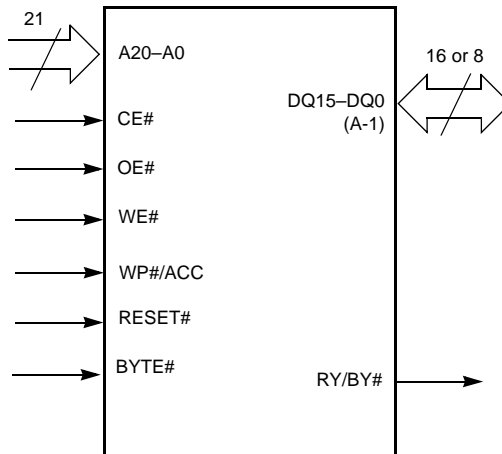 21
A20–A0
16 or 8
DQ15–DQ0
(A-1)
CE#
OE#
WE#
WP#/ACC
RESET#
BYTE#
RY/BY#